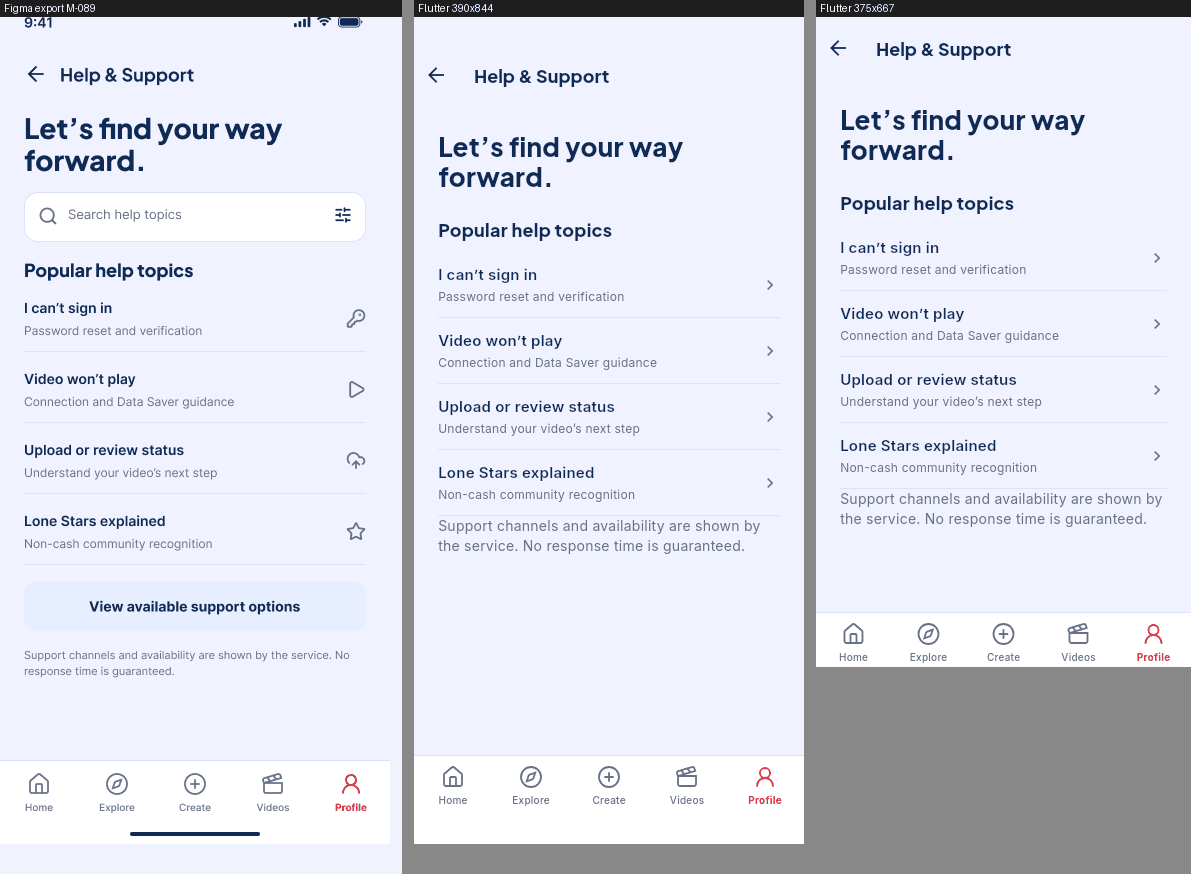 Figma export M-089
9:41
Help & Support
Let’s find your way
forward.
Search help topics
Popular help topics
I can’t sign in
Password reset and verification
Video won’t play
Connection and Data Saver guidance
Upload or review status
Understand your video’s next step
Lone Stars explained
Non-cash community recognition
View available support options
Support channels and availability are shown by the service. No
response time is guaranteed.
Home
Explore
Create
Videos
Profile
Flutter 390x844
Help & Support
Let’s find your way
forward.
Popular help topics
I can’t sign in
Password reset and verification
Video won’t play
Connection and Data Saver guidance
Upload or review status
Understand your video’s next step
Lone Stars explained
Non-cash community recognition
Support channels and availability are shown by
the service. No response time is guaranteed.
Home
Explore
Create
Videos
Profile
Flutter 375x667
Help & Support
Let’s find your way
forward.
Popular help topics
I can’t sign in
Password reset and verification
Video won’t play
Connection and Data Saver guidance
Upload or review status
Understand your video’s next step
Lone Stars explained
Non-cash community recognition
Support channels and availability are shown by
the service. No response time is guaranteed.
Home
Explore
Create
Videos
Profile